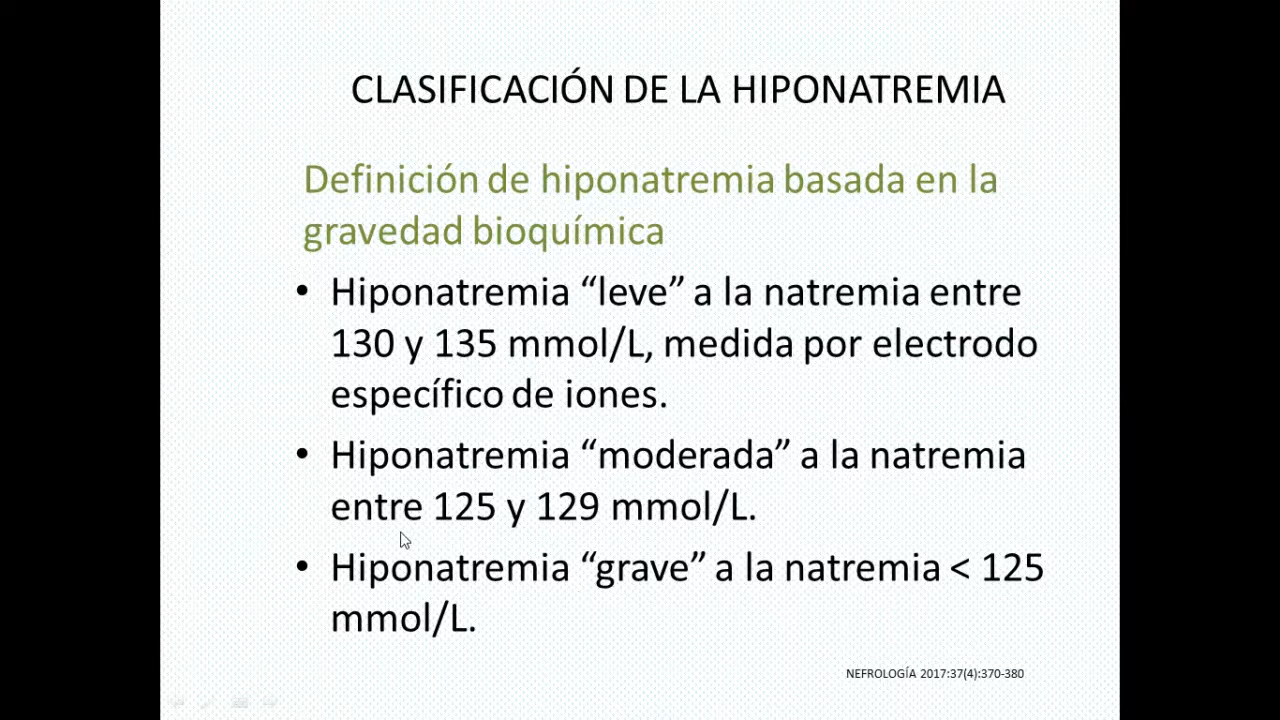 CLASIFICACIÓN DE LA HIPONATREMIA
Definición de hiponatremia basada en la
gravedad bioquímica
• Hiponatremia “leve” a la natremia entre
130 y 135 mmol/L, medida por electrodo
específico de iones.
• Hiponatremia “moderada” a la natremia
entre 125 y 129 mmol/L.
• Hiponatremia “grave” a la natremia < 125
mmol/L.
NEFROLOGÍA 2017:37(4):370-380